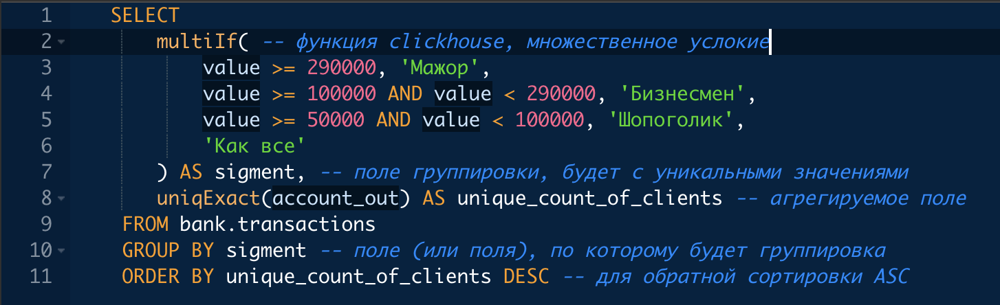 1 SELECT
2 multiIf( -- функция clickhouse, множественное услокие
3 value >= 290000, 'Мажор',
4 value >= 100000 AND value < 290000, 'Бизнесмен',
5 value >= 50000 AND value < 100000, 'Шопоголик',
6 'Как все'
7 ) AS sigment, -- поле группировки, будет с уникальными значениями
8 uniqExact(account_out) AS unique_count_of_clients -- агрегируемое поле
9 FROM bank.transactions
10 GROUP BY sigment -- поле (или поля), по которому будет группировка
11 ORDER BY unique_count_of_clients DESC -- для обратной сортировки ASC